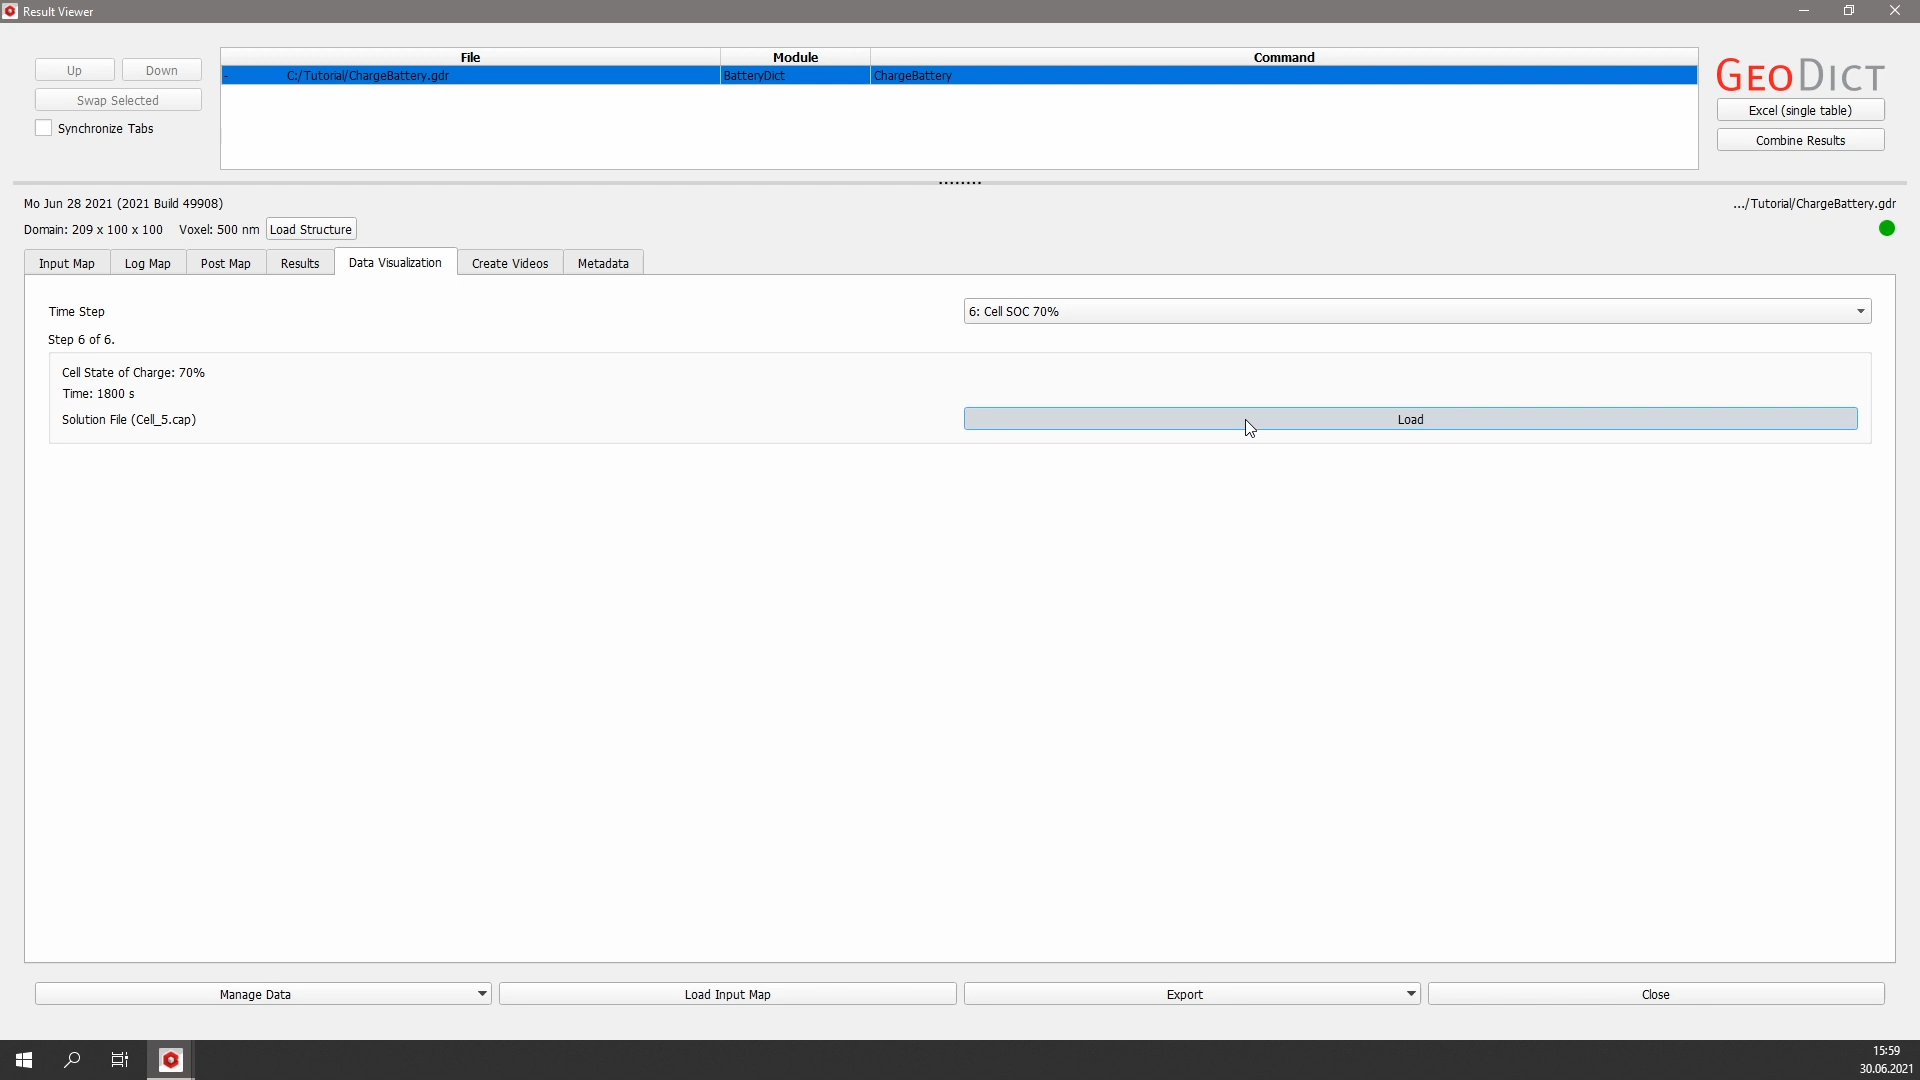 Result Viewer
File Module Command
Up Down
- C:/Tutorial/ChargeBattery.gdr BatteryDict ChargeBattery
GEODICT
Swap Selected
Excel (single table)
Synchronize Tabs
Combine Results
Mo Jun 28 2021 (2021 Build 49908) .../Tutorial/ChargeBattery.gdr
Domain: 209 x 100 x 100 Voxel: 500 nm Load Structure
Input Map Log Map Post Map Results Data Visualization Create Videos Metadata
Time Step 6: Cell SOC 70%
Step 6 of 6.
Cell State of Charge: 70%
Time: 1800 s
Solution File (Cell_5.cap) Load
Manage Data Load Input Map Export Close
15:59
30.06.2021